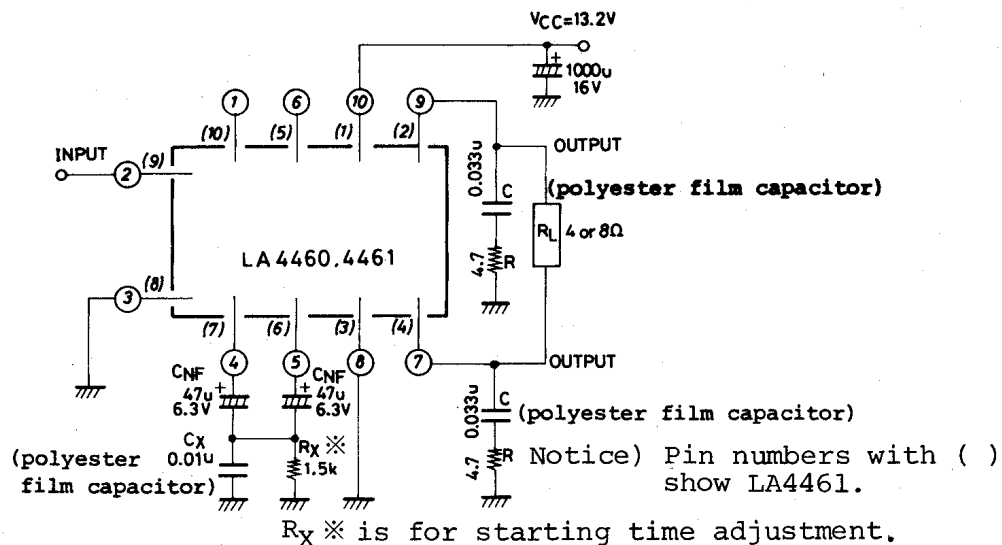 VCC=13.2V
+
1000u
16V
1 6 10 9
(10) (5) (1) (2)
INPUT
2 (9)
OUTPUT
0.033u
C
(polyester film capacitor)
RL 4 or 8Ω
LA4460,4461
4.7 R
3 (8)
(7) (6) (3) (4)
4 5 8 7
OUTPUT
CNF +
47u
6.3V
+ CNF
47u
6.3V
0.033u
C
(polyester film capacitor)
CX
0.01u
(polyester
film capacitor)
RX ※
1.5k
4.7 R
Notice) Pin numbers with ( )
show LA4461.
RX ※ is for starting time adjustment.